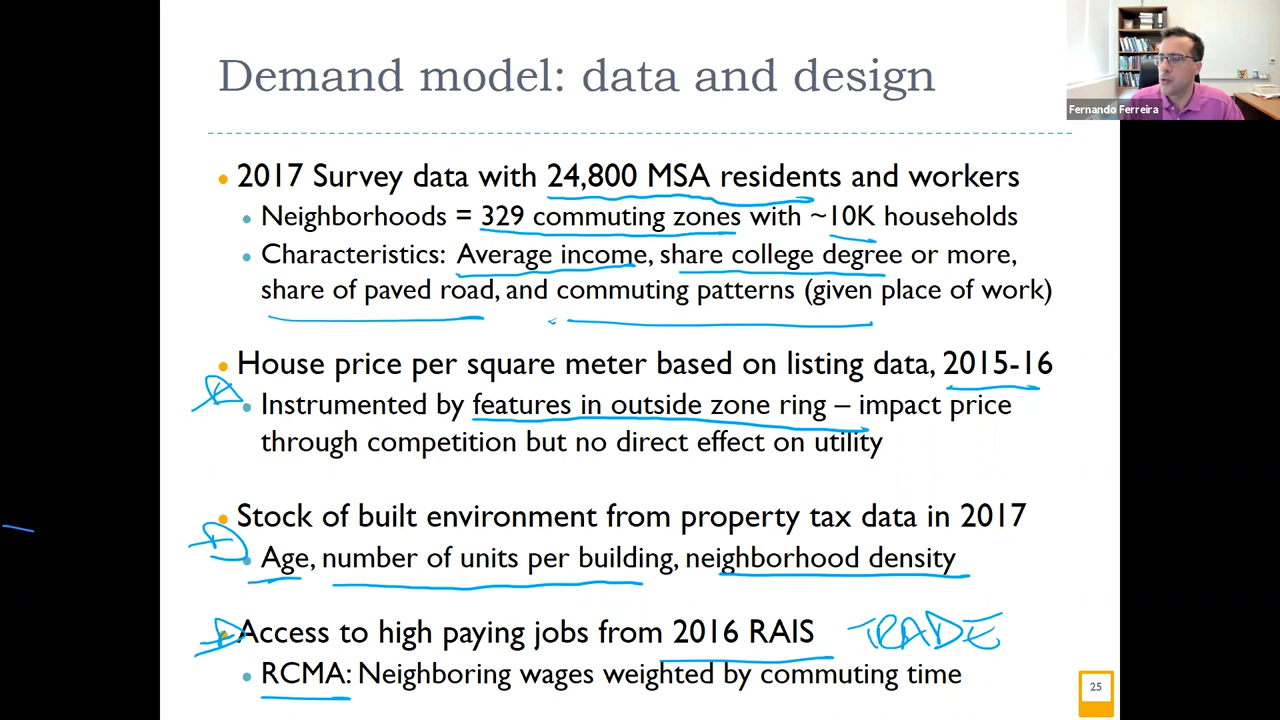 Demand model: data and design
Fernando Ferreira
2017 Survey data with 24,800 MSA residents and workers
Neighborhoods = 329 commuting zones with ~10K households
Characteristics: Average income, share college degree or more,
share of paved road, and commuting patterns (given place of work)
House price per square meter based on listing data, 2015-16
Instrumented by features in outside zone ring – impact price
through competition but no direct effect on utility
Stock of built environment from property tax data in 2017
Age, number of units per building, neighborhood density
Access to high paying jobs from 2016 RAIS TRADE
RCMA: Neighboring wages weighted by commuting time
25